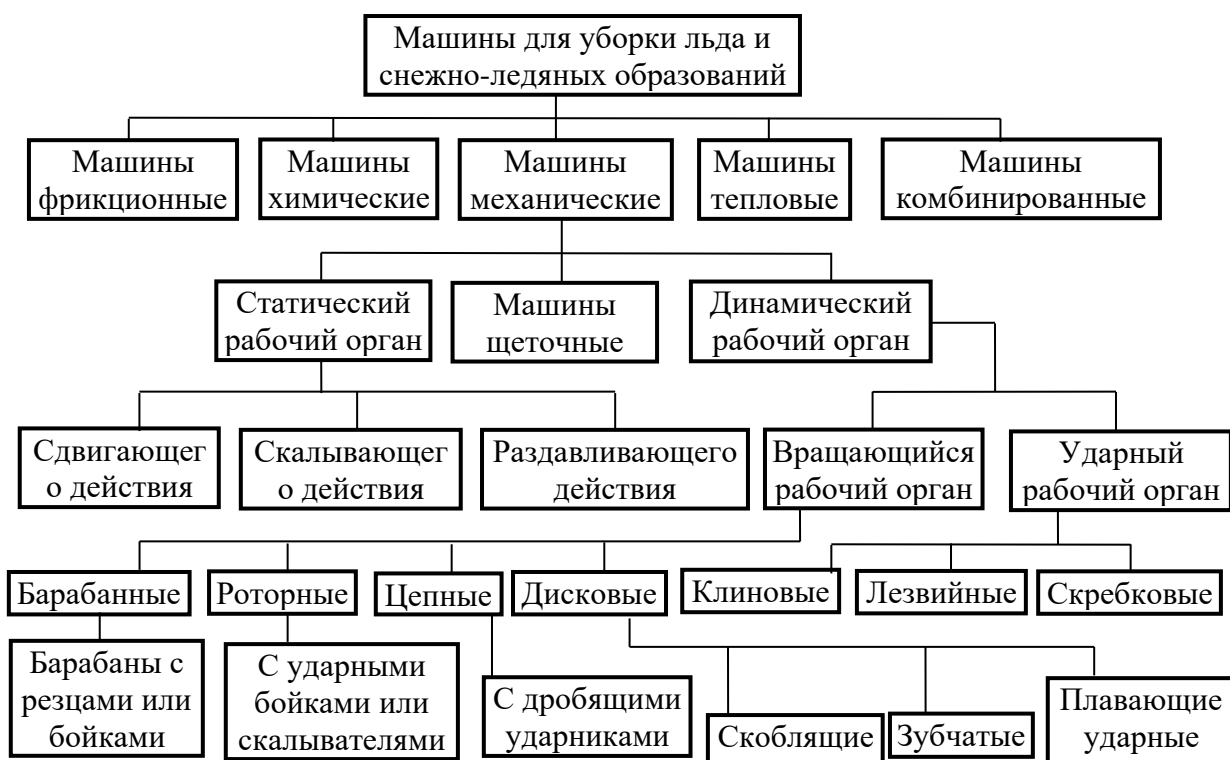 Машины для уборки льда и
снежно-ледяных образований
Машины
фрикционные
Машины
химические
Машины
механические
Машины
тепловые
Машины
комбинированные
Статический
рабочий орган
Машины
щеточные
Динамический
рабочий орган
Сдвигающег
о действия
Скалывающег
о действия
Раздавливающего
действия
Вращающийся
рабочий орган
Ударный
рабочий орган
Барабанные
Роторные
Цепные
Дисковые
Клиновые
Лезвийные
Скребковые
Барабаны с
резцами или
бойками
С ударными
бойками или
скалывателями
С дробящими
ударниками
Скоблящие
Зубчатые
Плавающие
ударные